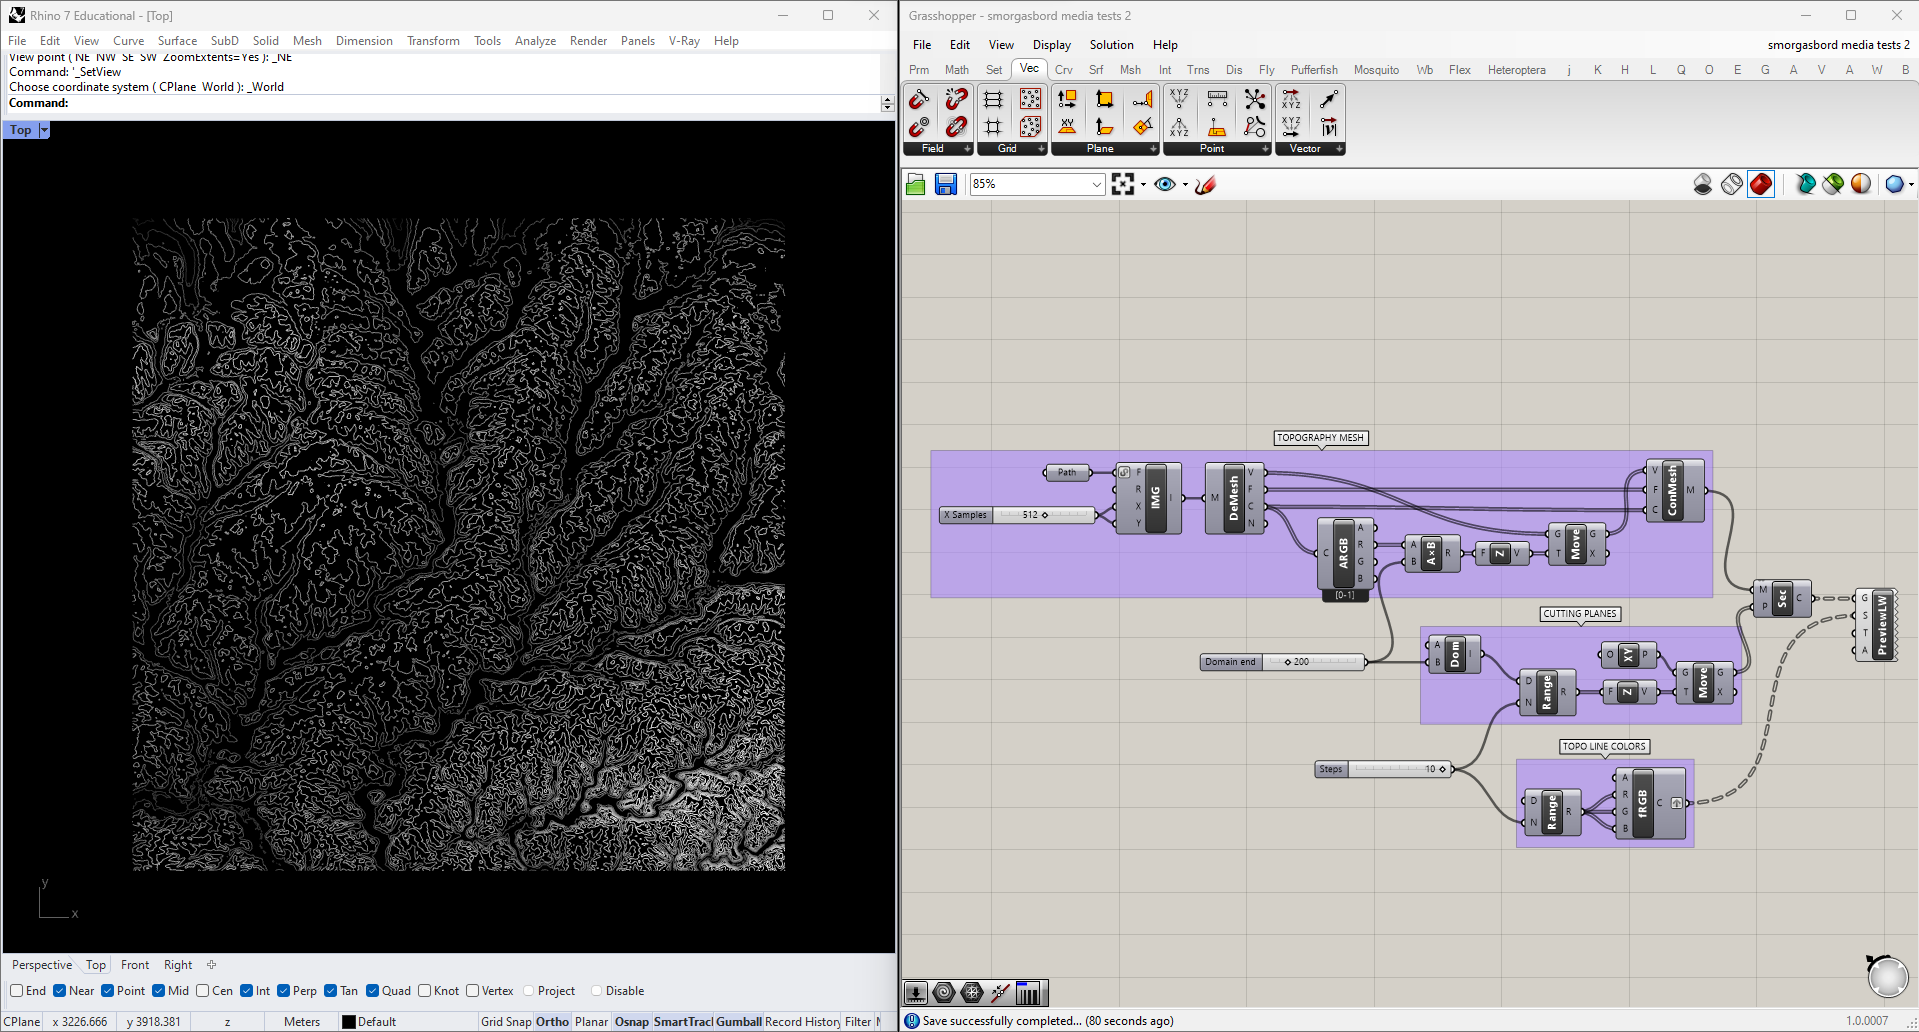 Rhino 7 Educational - [Top]
File Edit View Curve Surface SubD Solid Mesh Dimension Transform Tools Analyze Render Panels V-Ray Help
View point ( NE NW SE SW ZoomExtents=Yes ): _NE
Command: '_SetView
Choose coordinate system ( CPlane World ): _World
Command:
Top
y
x
Perspective Top Front Right
End Near Point Mid Cen Int Perp Tan Quad Knot Vertex Project Disable
CPlane x 3226.666 y 3918.381 z Meters Default Grid Snap Ortho Planar Osnap SmartTrac Gumball Record History Filter
Grasshopper - smorgasbord media tests 2
File Edit View Display Solution Help smorgasbord media tests 2
Prm Math Set Vec Crv Srf Msh Int Trns Dis Fly Pufferfish Mosquito Wb Flex Heteroptera j K H L Q O E G A V A W B
Field Grid Plane Point Vector
85%
TOPOGRAPHY MESH
Path
F R X Y IMG I
X Samples 512
M DeMesh V F C N
C ARGB A R G B
[0-1]
A B A×B R
F Z V
G T Move G X
V F C ConMesh M
M P Sec C
G S T A PreviewLW
CUTTING PLANES
Domain end 200
A B Dom I
D N Range R
O XY P
F Z V
G T Move G X
TOPO LINE COLORS
Steps 10
D N Range R
A R G B fRGB C
Save successfully completed... (80 seconds ago)
1.0.0007